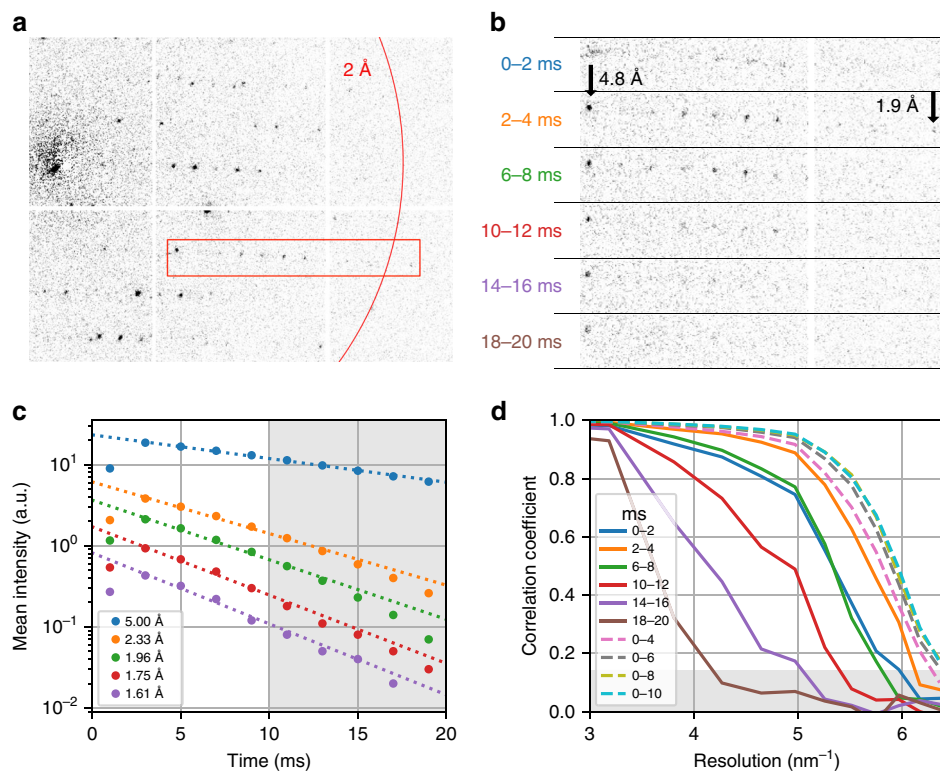 a
2 Å
b
0–2 ms
2–4 ms
6–8 ms
10–12 ms
14–16 ms
18–20 ms
4.8 Å
1.9 Å
c
Mean intensity (a.u.)
10¹
10⁰
10⁻¹
10⁻²
5.00 Å
2.33 Å
1.96 Å
1.75 Å
1.61 Å
0 5 10 15 20
Time (ms)
d
Correlation coefficient
1.0
0.8
0.6
0.4
0.2
0.0
ms
0–2
2–4
6–8
10–12
14–16
18–20
0–4
0–6
0–8
0–10
3 4 5 6
Resolution (nm⁻¹)